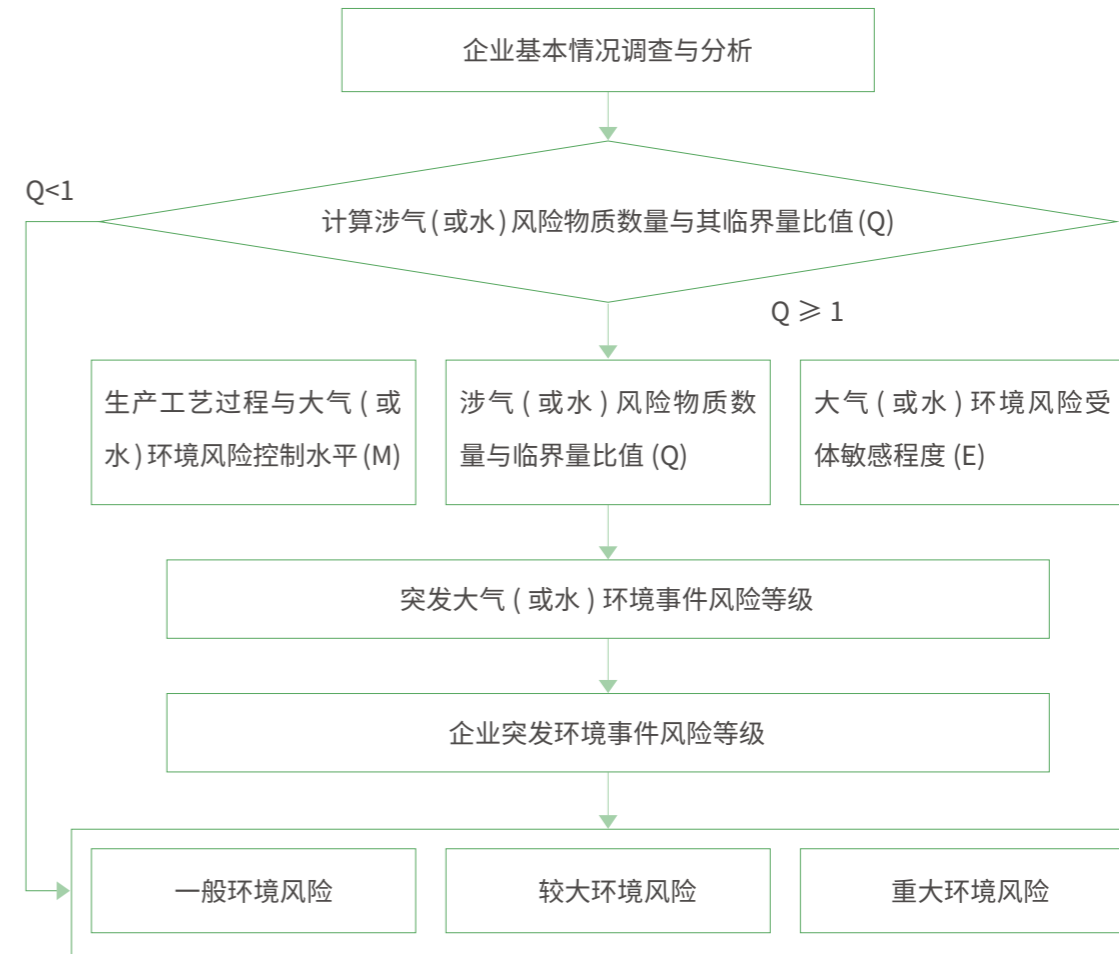 企业基本情况调查与分析
Q<1
计算涉气(或水)风险物质数量与其临界量比值(Q)
Q ≥ 1
生产工艺过程与大气(或
水)环境风险控制水平(M)
涉气(或水)风险物质数
量与临界量比值(Q)
大气(或水)环境风险受
体敏感程度(E)
突发大气(或水)环境事件风险等级
企业突发环境事件风险等级
一般环境风险
较大环境风险
重大环境风险